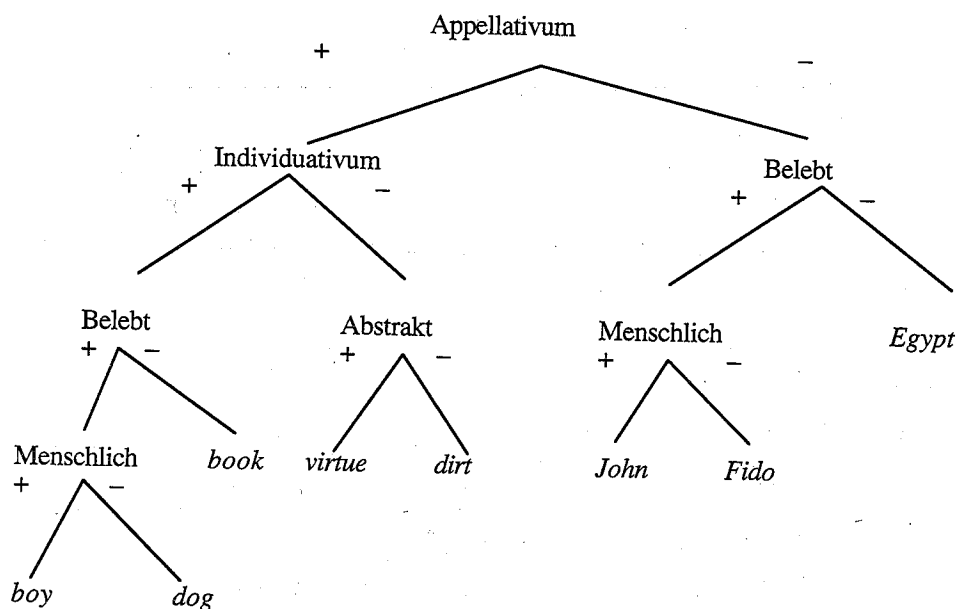 Appellativum
+ −
Individuativum Belebt
+ − + −
Belebt Abstrakt Menschlich Egypt
+ − + − + −
Menschlich book virtue dirt John Fido
+ −
boy dog